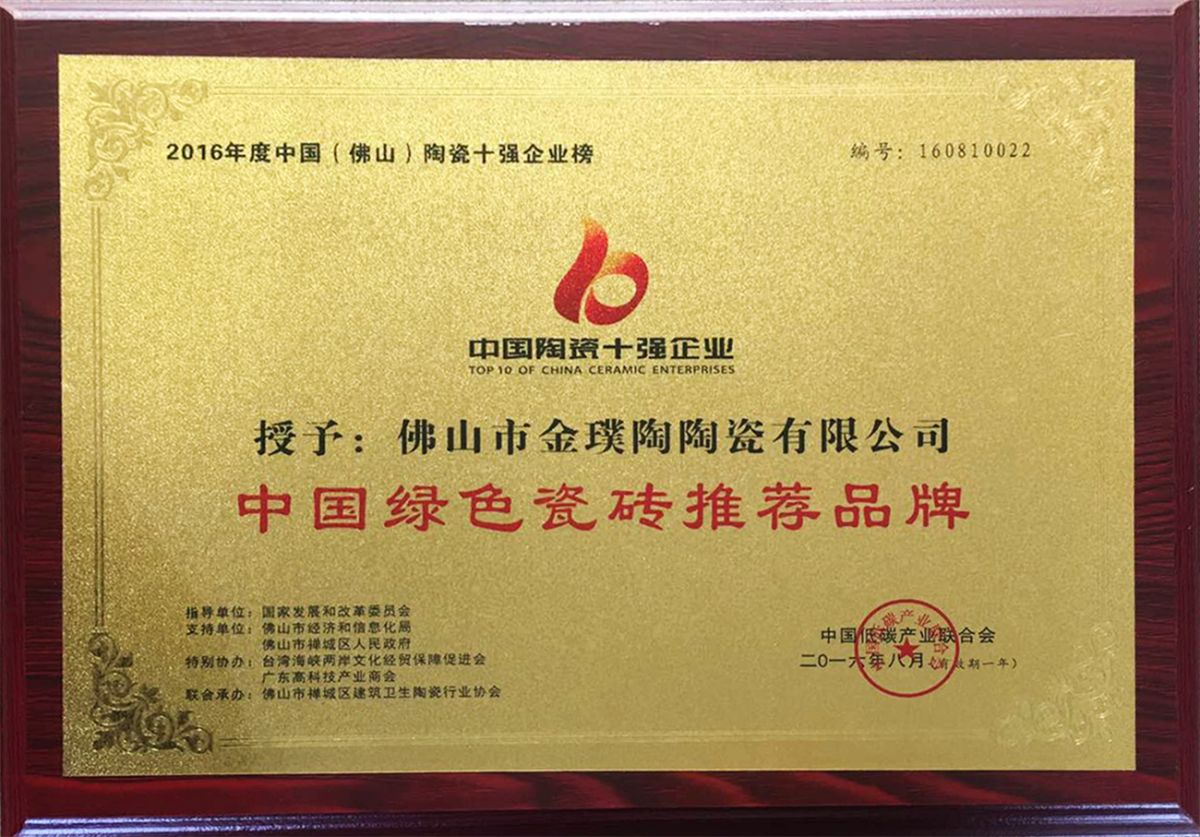 2016年度中国（佛山）陶瓷十强企业榜
编号：160810022
中国陶瓷十强企业
TOP 10 OF CHINA CERAMIC ENTERPRISES
授予：佛山市金璞陶陶瓷有限公司
中国绿色瓷砖推荐品牌
指导单位：国家发展和改革委员会
支持单位：佛山市经济和信息化局
佛山市禅城区人民政府
特别协办：台湾海峡两岸文化经贸保障促进会
广东高科技产业商会
联合承办：佛山市禅城区建筑卫生陶瓷行业协会
中国低碳产业联合会
二〇一六年八月（有效期一年）